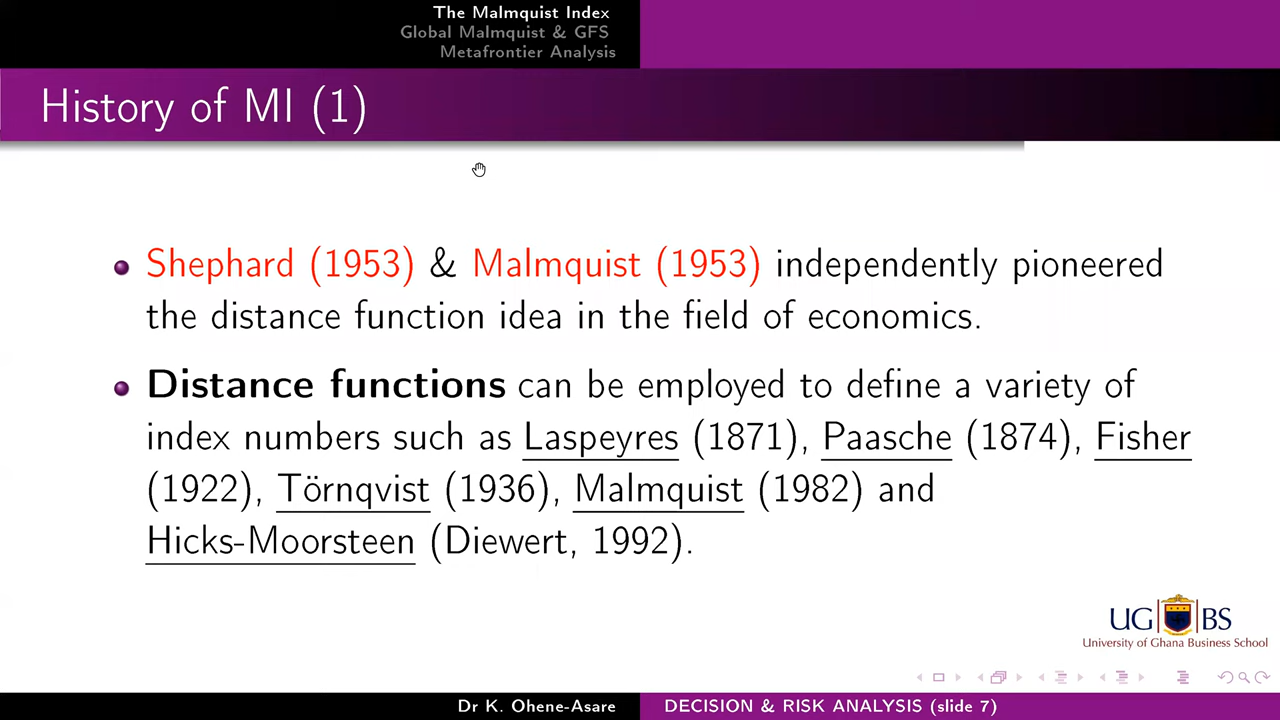 The Malmquist Index
Global Malmquist & GFS
Metafrontier Analysis
History of MI (1)
Shephard (1953) & Malmquist (1953) independently pioneered
the distance function idea in the field of economics.
Distance functions can be employed to define a variety of
index numbers such as Laspeyres (1871), Paasche (1874), Fisher
(1922), Törnqvist (1936), Malmquist (1982) and
Hicks-Moorsteen (Diewert, 1992).
UG BS
University of Ghana Business School
Dr K. Ohene-Asare DECISION & RISK ANALYSIS (slide 7)